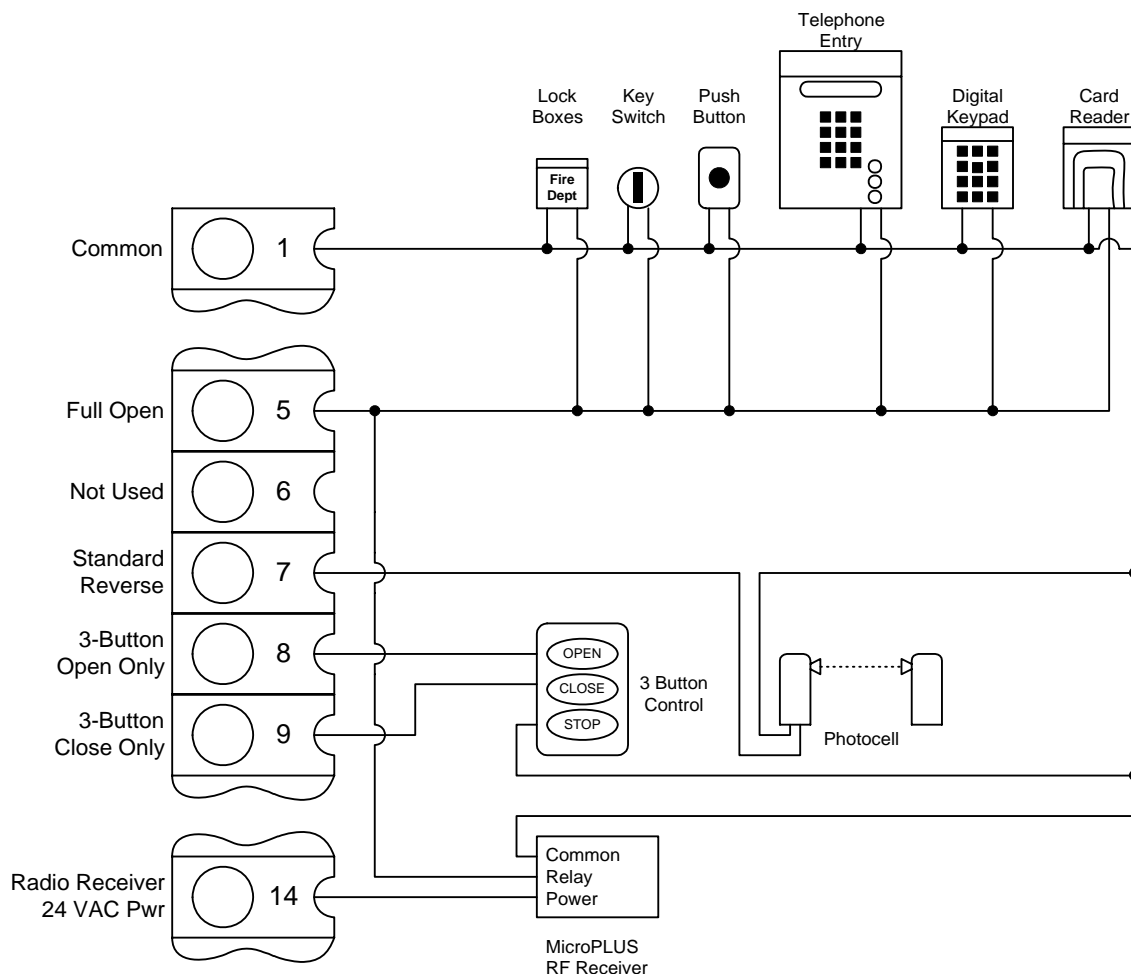 Telephone
Entry
Lock
Boxes
Key
Switch
Push
Button
Digital
Keypad
Card
Reader
Fire
Dept
Common
1
Full Open
5
Not Used
6
Standard
Reverse
7
3-Button
Open Only
8
OPEN
CLOSE
STOP
3 Button
Control
Photocell
3-Button
Close Only
9
Radio Receiver
24 VAC Pwr
14
Common
Relay
Power
MicroPLUS
RF Receiver